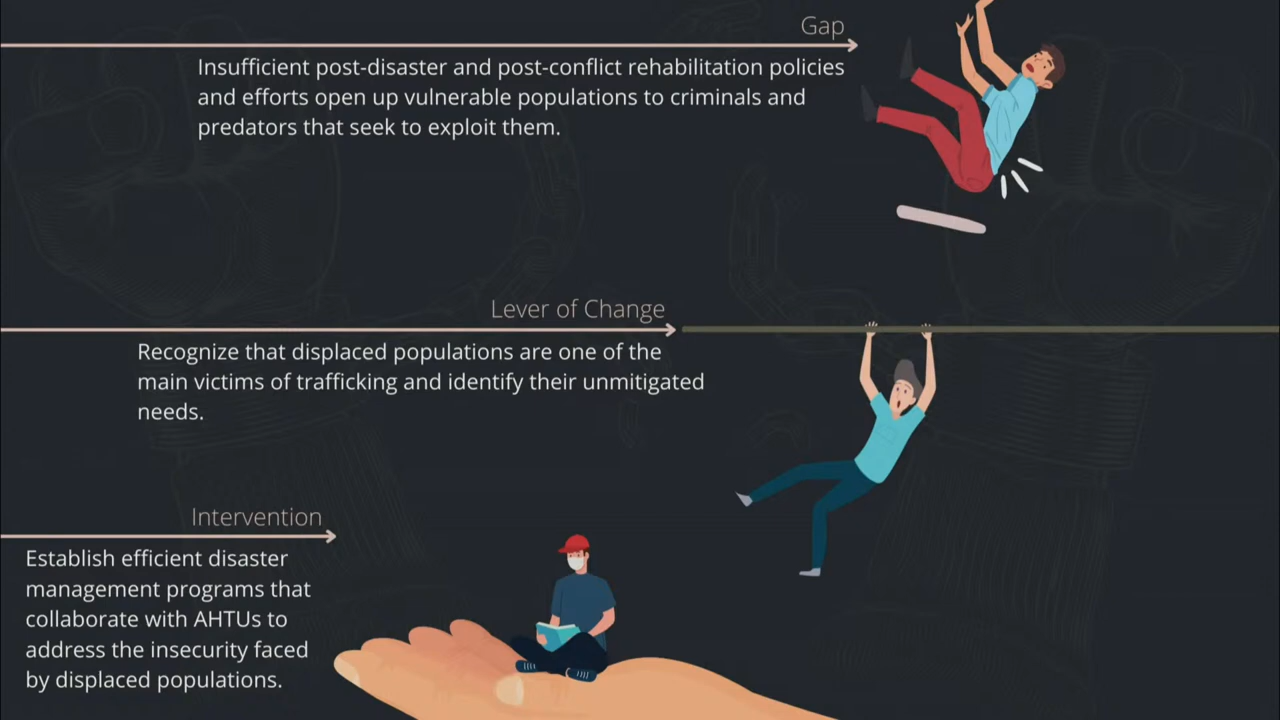 Gap
Insufficient post-disaster and post-conflict rehabilitation policies
and efforts open up vulnerable populations to criminals and
predators that seek to exploit them.
Lever of Change
Recognize that displaced populations are one of the
main victims of trafficking and identify their unmitigated
needs.
Intervention
Establish efficient disaster
management programs that
collaborate with AHTUs to
address the insecurity faced
by displaced populations.